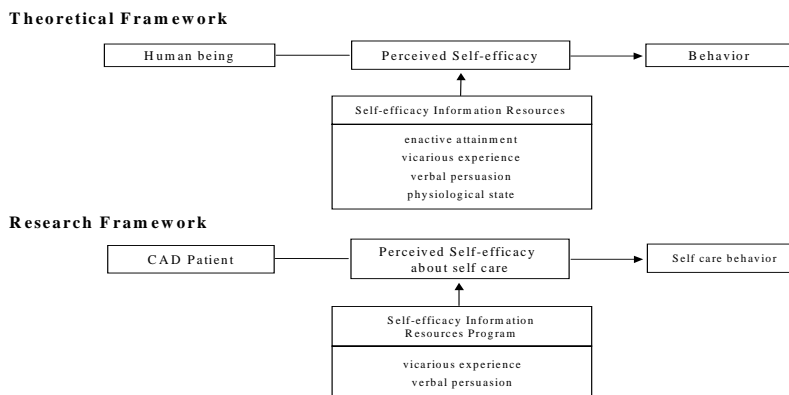 Theoretical Framework
Human being
Perceived Self-efficacy
Behavior
Self-efficacy Information Resources
enactive attainment
vicarious experience
verbal persuasion
physiological state
Research Framework
CAD Patient
Perceived Self-efficacy
about self care
Self care behavior
Self-efficacy Information
Resources Program
vicarious experience
verbal persuasion